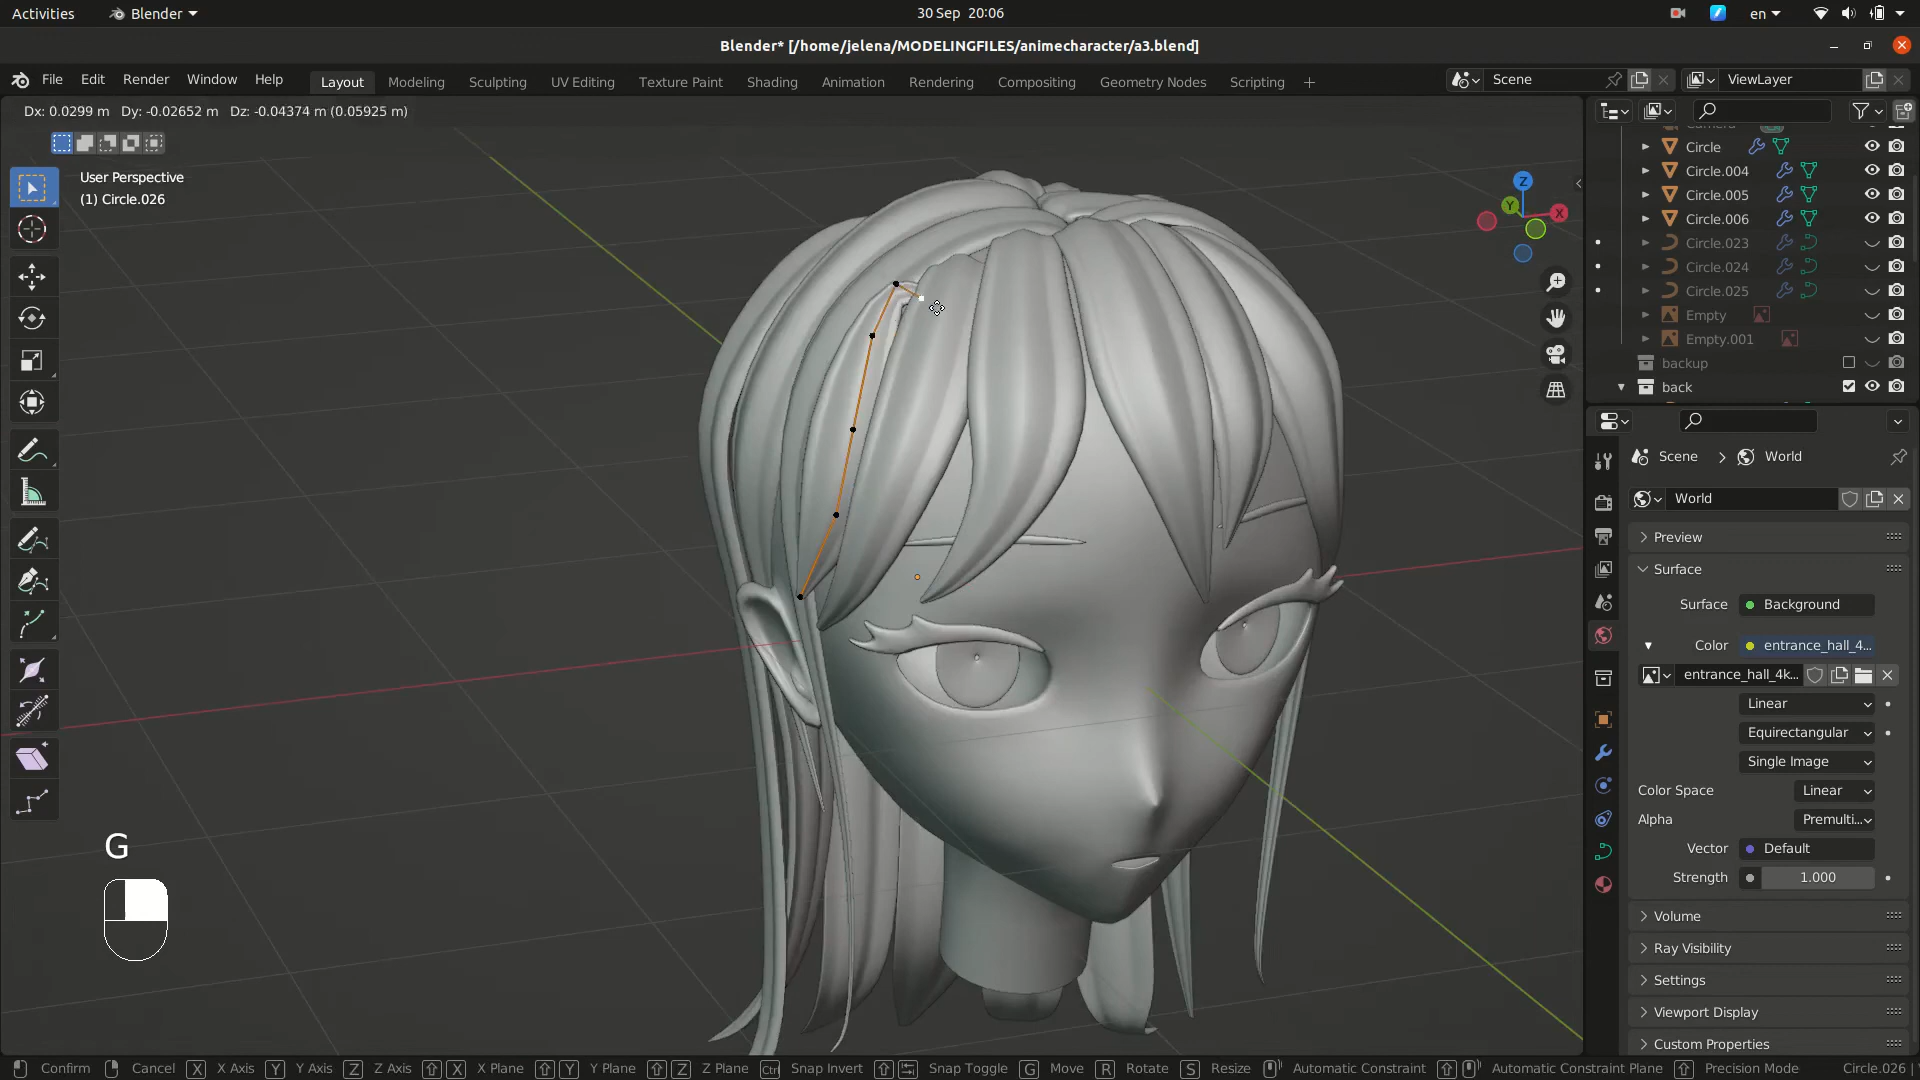 Activities
Blender
30 Sep 20:06
en
Blender* [/home/jelena/MODELINGFILES/animecharacter/a3.blend]
File Edit Render Window Help
Layout Modeling Sculpting UV Editing Texture Paint Shading Animation Rendering Compositing Geometry Nodes Scripting +
Scene
ViewLayer
Dx: 0.0299 m Dy: -0.02652 m Dz: -0.04374 m (0.05925 m)
User Perspective
(1) Circle.026
Z
Y
X
Camera
Circle
Circle.004
Circle.005
Circle.006
Circle.023
Circle.024
Circle.025
Empty
Empty.001
backup
back
Scene > World
World
Preview
Surface
Surface Background
Color entrance_hall_4...
entrance_hall_4k...
Linear
Equirectangular
Single Image
Color Space Linear
Alpha Premulti...
Vector Default
Strength 1.000
Volume
Ray Visibility
Settings
Viewport Display
Custom Properties
G
Confirm Cancel X X Axis Y Y Axis Z Z Axis X X Plane Y Y Plane Z Z Plane Ctrl Snap Invert Snap Toggle G Move R Rotate S Resize Automatic Constraint Automatic Constraint Plane Precision Mode Circle.026 |